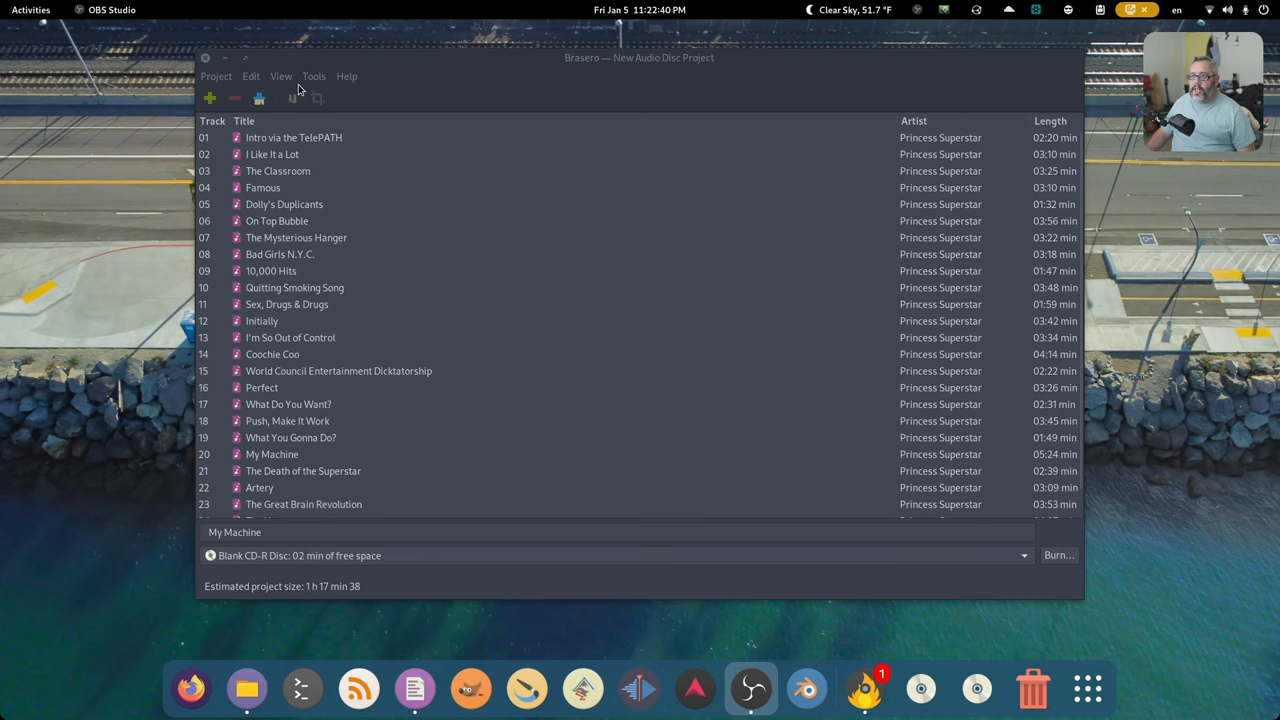 Activities OBS Studio Fri Jan 5 11:22:40 PM Clear Sky, 51.7 °F en
Brasero — New Audio Disc Project
Project Edit View Tools Help
Track Title Artist Length
01 Intro via the TelePATH Princess Superstar 02:20 min
02 I Like It a Lot Princess Superstar 03:10 min
03 The Classroom Princess Superstar 03:25 min
04 Famous Princess Superstar 03:10 min
05 Dolly's Duplicants Princess Superstar 01:32 min
06 On Top Bubble Princess Superstar 03:56 min
07 The Mysterious Hanger Princess Superstar 03:22 min
08 Bad Girls N.Y.C. Princess Superstar 03:18 min
09 10,000 Hits Princess Superstar 01:47 min
10 Quitting Smoking Song Princess Superstar 03:48 min
11 Sex, Drugs & Drugs Princess Superstar 01:59 min
12 Initially Princess Superstar 03:42 min
13 I'm So Out of Control Princess Superstar 03:34 min
14 Coochie Coo Princess Superstar 04:14 min
15 World Council Entertainment Dicktatorship Princess Superstar 02:22 min
16 Perfect Princess Superstar 03:26 min
17 What Do You Want? Princess Superstar 02:31 min
18 Push, Make It Work Princess Superstar 03:45 min
19 What You Gonna Do? Princess Superstar 01:49 min
20 My Machine Princess Superstar 05:24 min
21 The Death of the Superstar Princess Superstar 02:39 min
22 Artery Princess Superstar 03:09 min
23 The Great Brain Revolution Princess Superstar 03:53 min
My Machine
Blank CD-R Disc: 02 min of free space Burn...
Estimated project size: 1 h 17 min 38
1